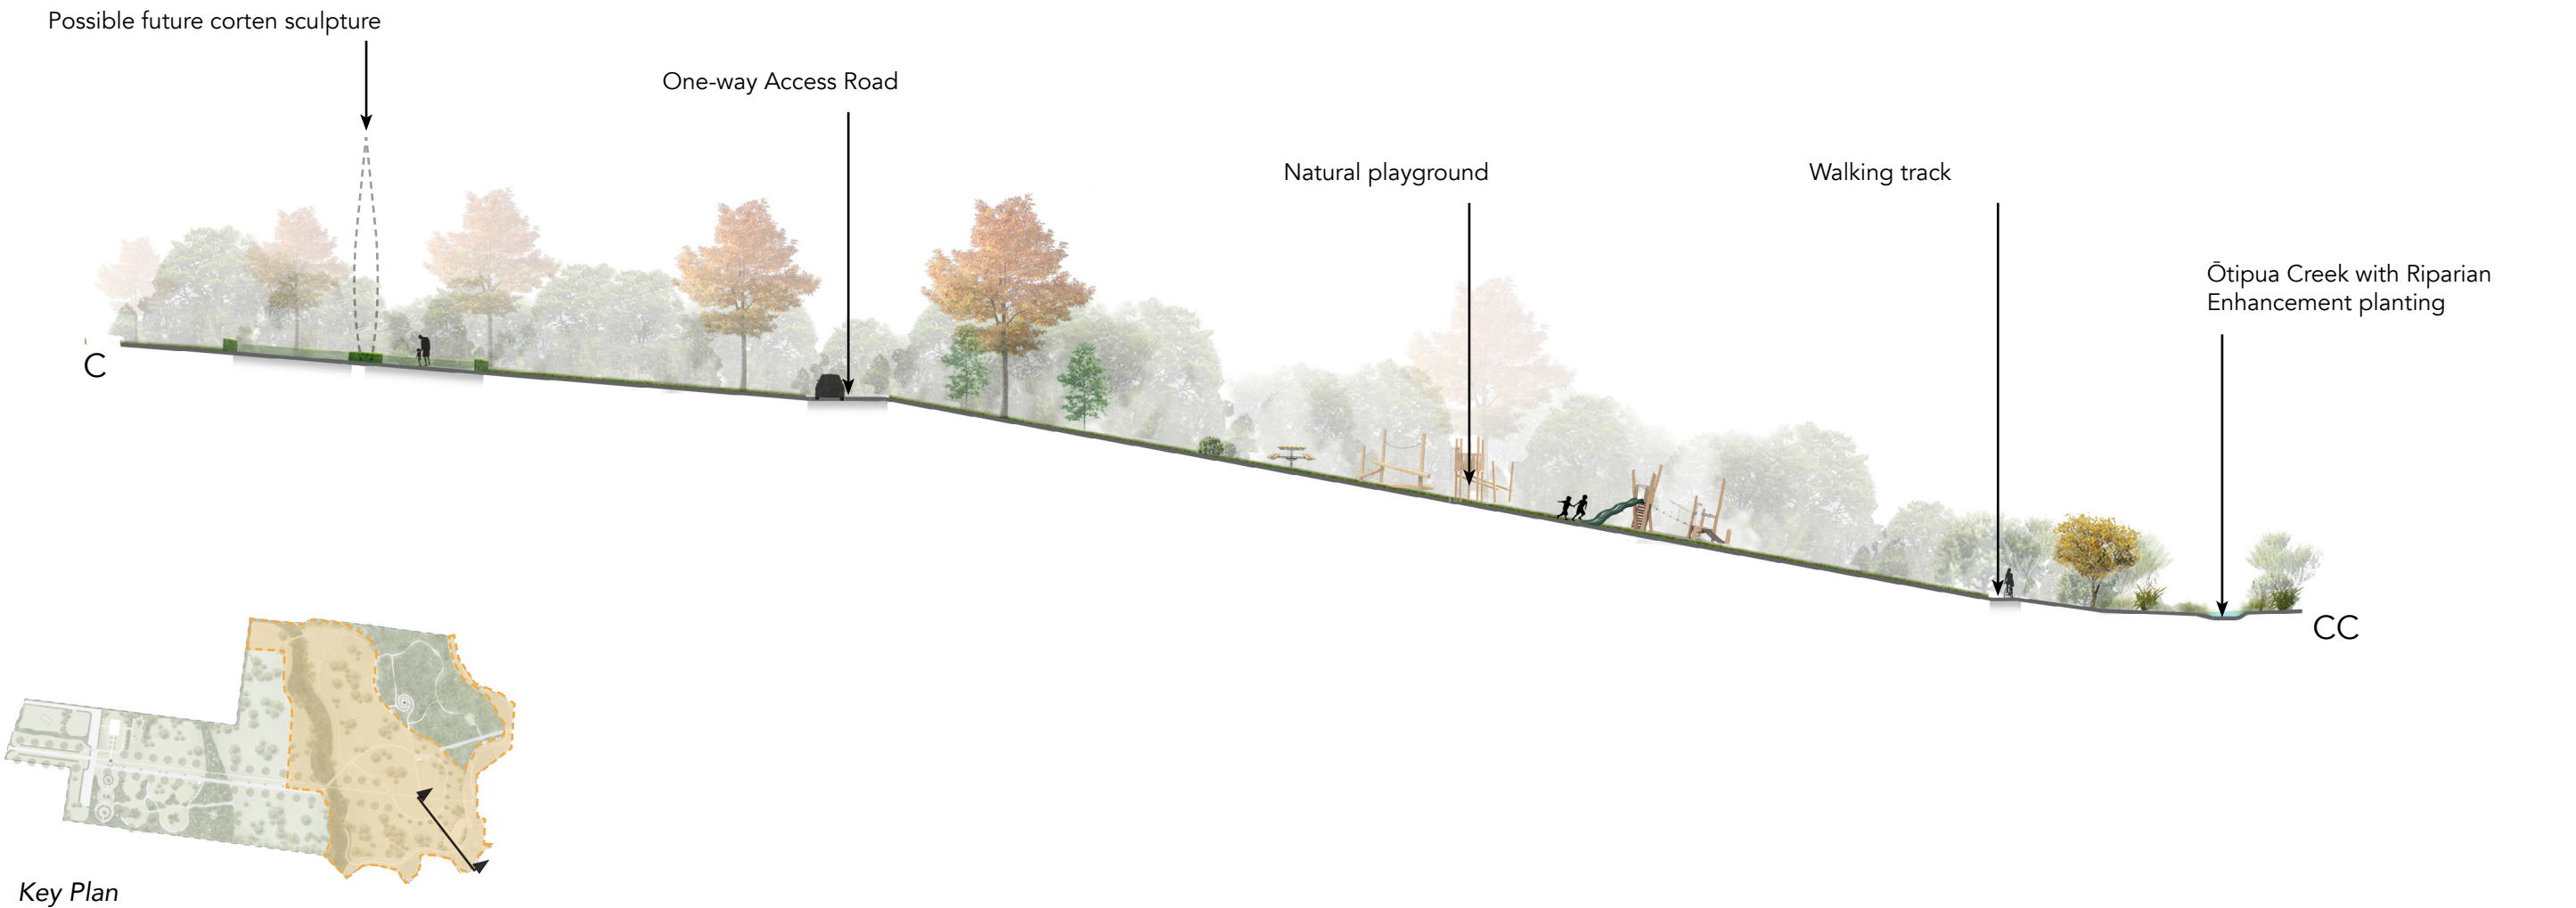 Possible future corten sculpture
One-way Access Road
Natural playground
Walking track
Ōtipua Creek with Riparian
Enhancement planting
C
CC
Key Plan